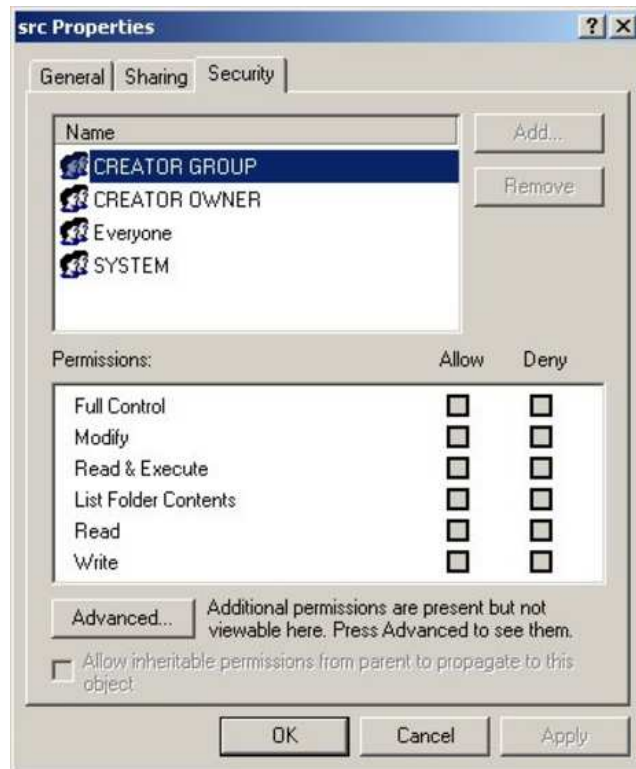 src Properties
General Sharing Security
Name
Add...
CREATOR GROUP
Remove
CREATOR OWNER
Everyone
SYSTEM
Permissions: Allow Deny
Full Control
Modify
Read & Execute
List Folder Contents
Read
Write
Advanced...
Additional permissions are present but not
viewable here. Press Advanced to see them.
Allow inheritable permissions from parent to propagate to this
object
OK Cancel Apply